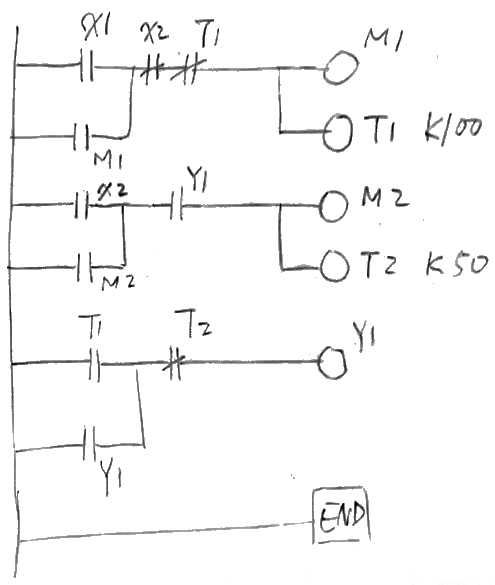 X1 X2 T1 M1
M1 T1 K100
X2 Y1 M2
M2 T2 K50
T1 T2 Y1
Y1
END